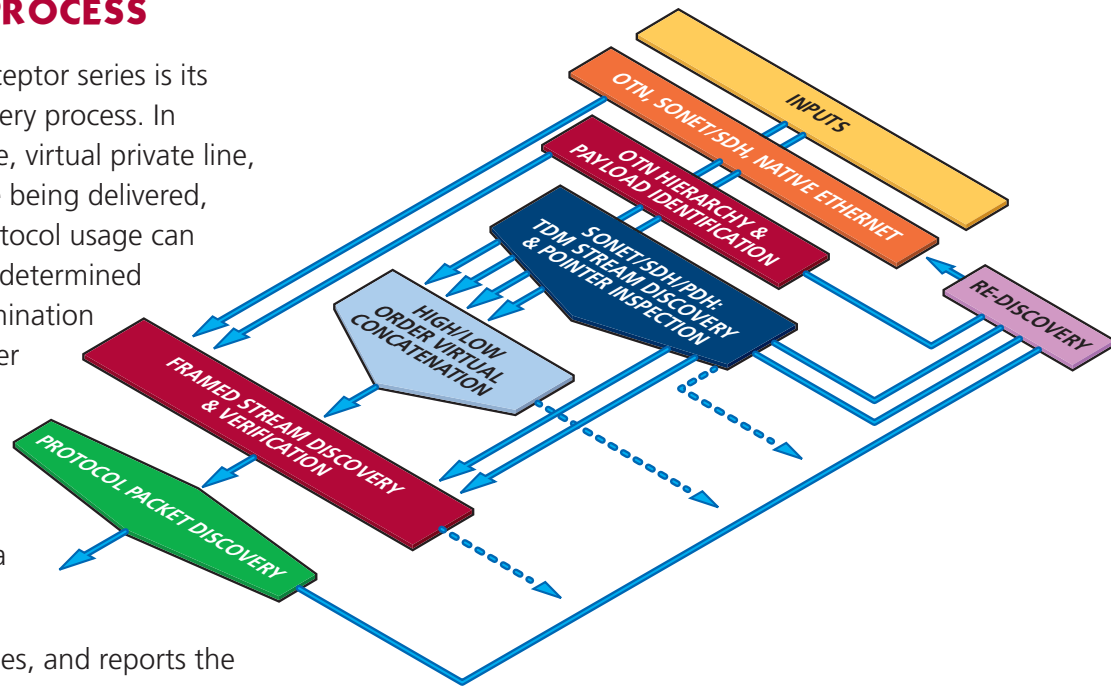 PROCESS
ceptor series is its
ery process. In
e, virtual private line,
e being delivered,
tocol usage can
determined
mination
er
a
es, and reports the
INPUTS
OTN, SONET/SDH, NATIVE ETHERNET
OTN HIERARCHY &
PAYLOAD IDENTIFICATION
SONET/SDH/PDH:
TDM STREAM DISCOVERY
& POINTER INSPECTION
RE-DISCOVERY
HIGH/LOW
ORDER VIRTUAL
CONCATENATION
FRAMED STREAM DISCOVERY
& VERIFICATION
PROTOCOL PACKET DISCOVERY